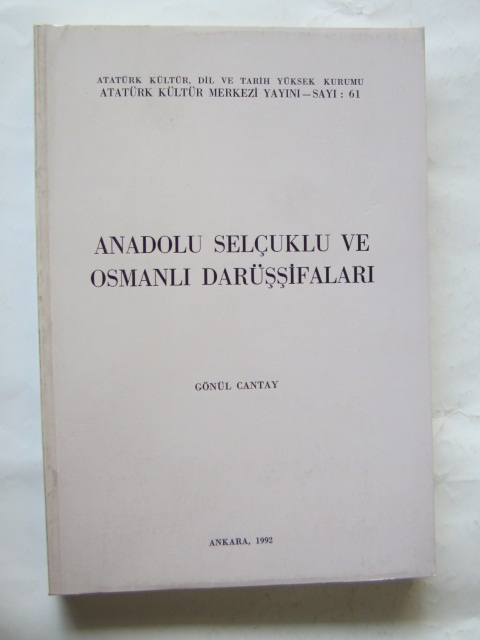 ATATÜRK KÜLTÜR, DİL VE TARİH YÜKSEK KURUMU
ATATÜRK KÜLTÜR MERKEZİ YAYINI – SAYI : 61
ANADOLU SELÇUKLU VE
OSMANLI DARÜŞŞİFALARI
GÖNÜL CANTAY
ANKARA, 1992